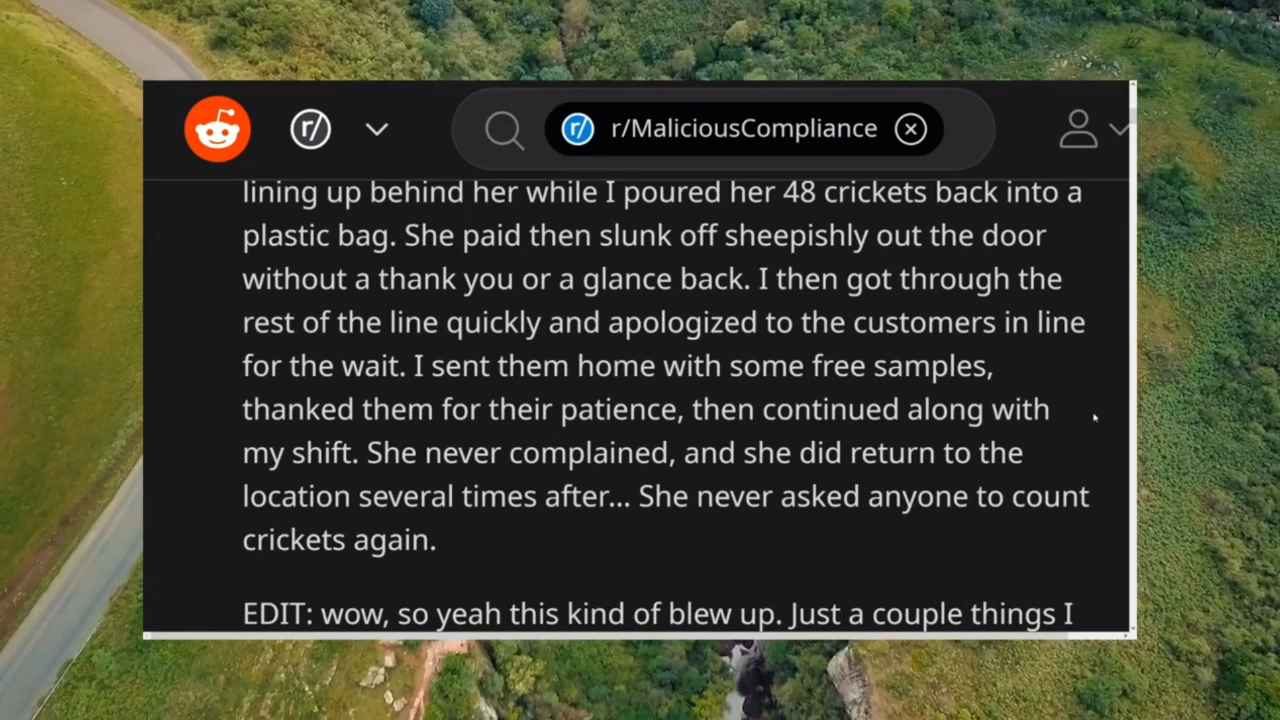 r/
r/ r/MaliciousCompliance
lining up behind her while I poured her 48 crickets back into a
plastic bag. She paid then slunk off sheepishly out the door
without a thank you or a glance back. I then got through the
rest of the line quickly and apologized to the customers in line
for the wait. I sent them home with some free samples,
thanked them for their patience, then continued along with
my shift. She never complained, and she did return to the
location several times after... She never asked anyone to count
crickets again.
EDIT: wow, so yeah this kind of blew up. Just a couple things I